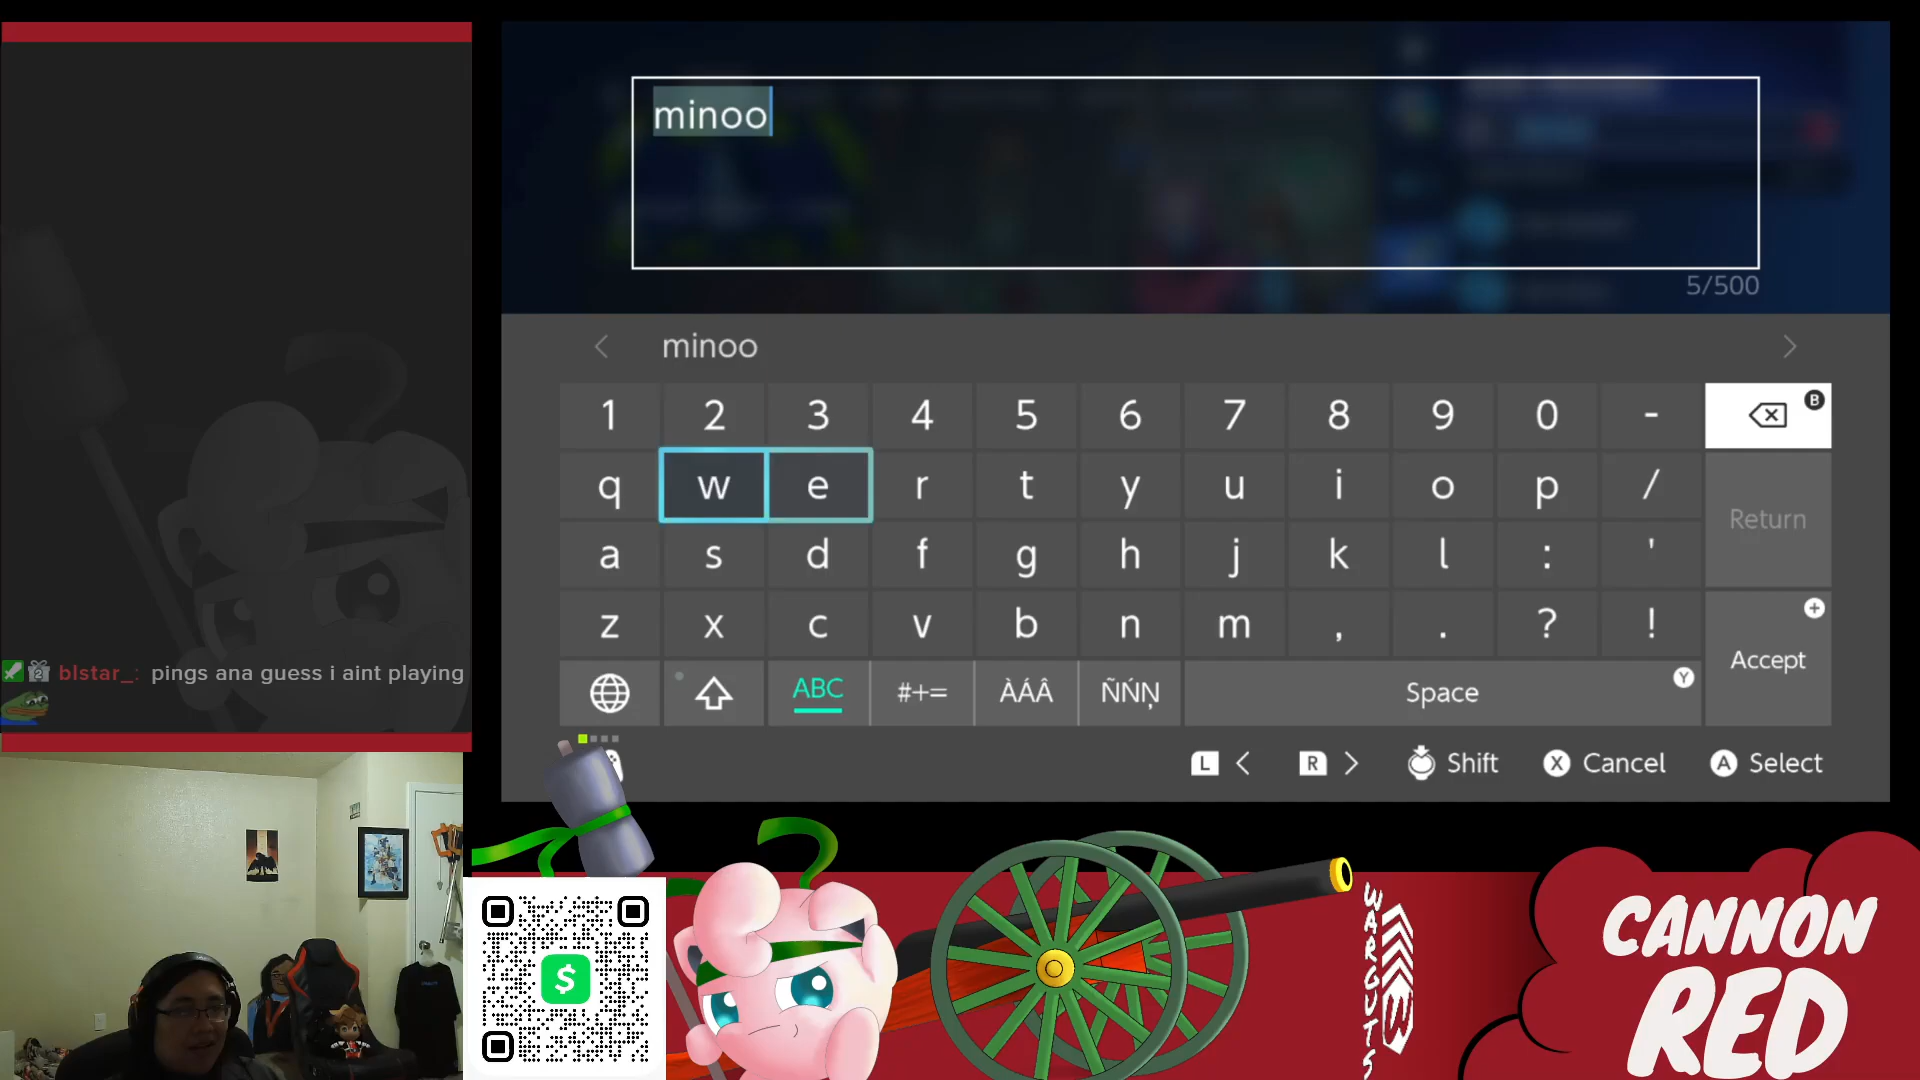 minoo
5/500
minoo
1 2 3 4 5 6 7 8 9 0 -
B
q w e r t y u i o p /
Return
a s d f g h j k l : '
z x c v b n m , . ? !
+
Accept
ABC #+= ÀÁÂ ÑŃŅ Space
Y
L R Shift X Cancel A Select
2 blstar_: pings ana guess i aint playing
$
WARGUTS
CANNON
RED